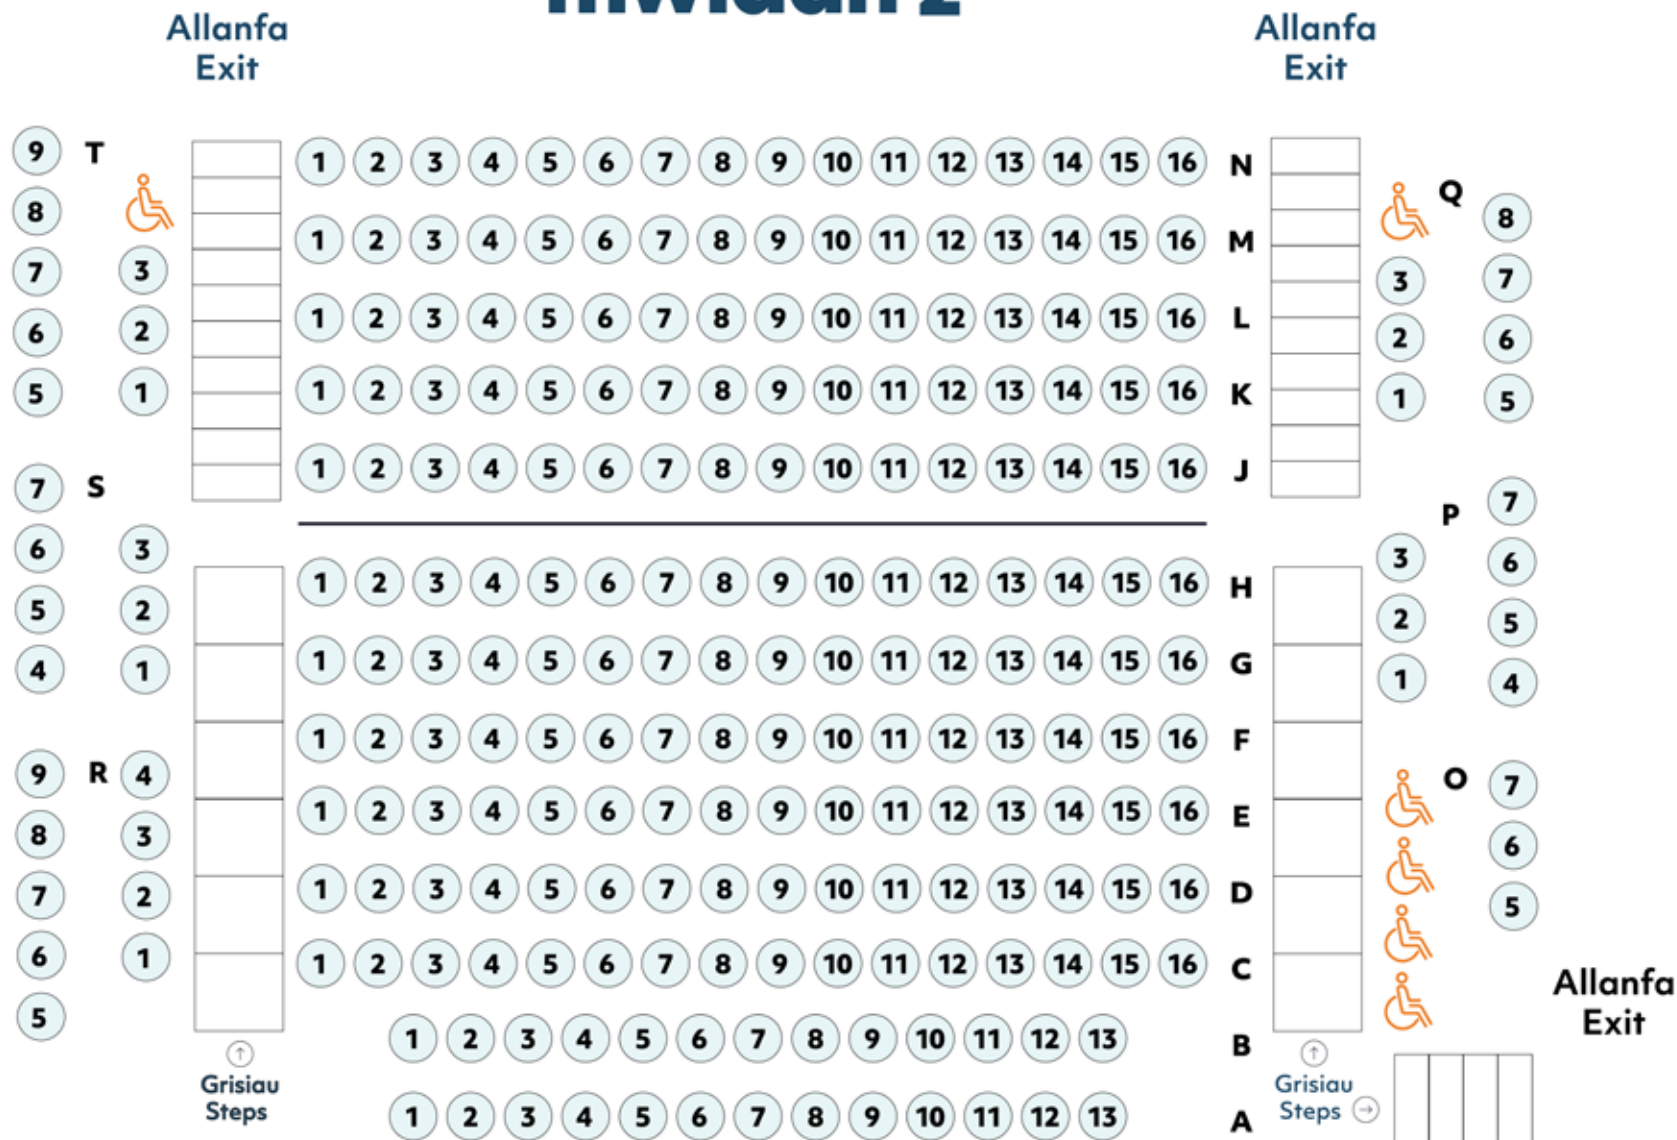 2
Allanfa
Exit
Allanfa
Exit
9 T
8
7 3
6 2
5 1
7 S
6 3
5 2
4 1
9 R 4
8 3
7 2
6 1
5
1 2 3 4 5 6 7 8 9 10 11 12 13 14 15 16 N
1 2 3 4 5 6 7 8 9 10 11 12 13 14 15 16 M
1 2 3 4 5 6 7 8 9 10 11 12 13 14 15 16 L
1 2 3 4 5 6 7 8 9 10 11 12 13 14 15 16 K
1 2 3 4 5 6 7 8 9 10 11 12 13 14 15 16 J
1 2 3 4 5 6 7 8 9 10 11 12 13 14 15 16 H
1 2 3 4 5 6 7 8 9 10 11 12 13 14 15 16 G
1 2 3 4 5 6 7 8 9 10 11 12 13 14 15 16 F
1 2 3 4 5 6 7 8 9 10 11 12 13 14 15 16 E
1 2 3 4 5 6 7 8 9 10 11 12 13 14 15 16 D
1 2 3 4 5 6 7 8 9 10 11 12 13 14 15 16 C
1 2 3 4 5 6 7 8 9 10 11 12 13 B
1 2 3 4 5 6 7 8 9 10 11 12 13 A
Q
8
3 7
2 6
1 5
P 7
3 6
2 5
1 4
O 7
6
5
Allanfa
Exit
↑
Grisiau
Steps
↑
Grisiau
Steps →